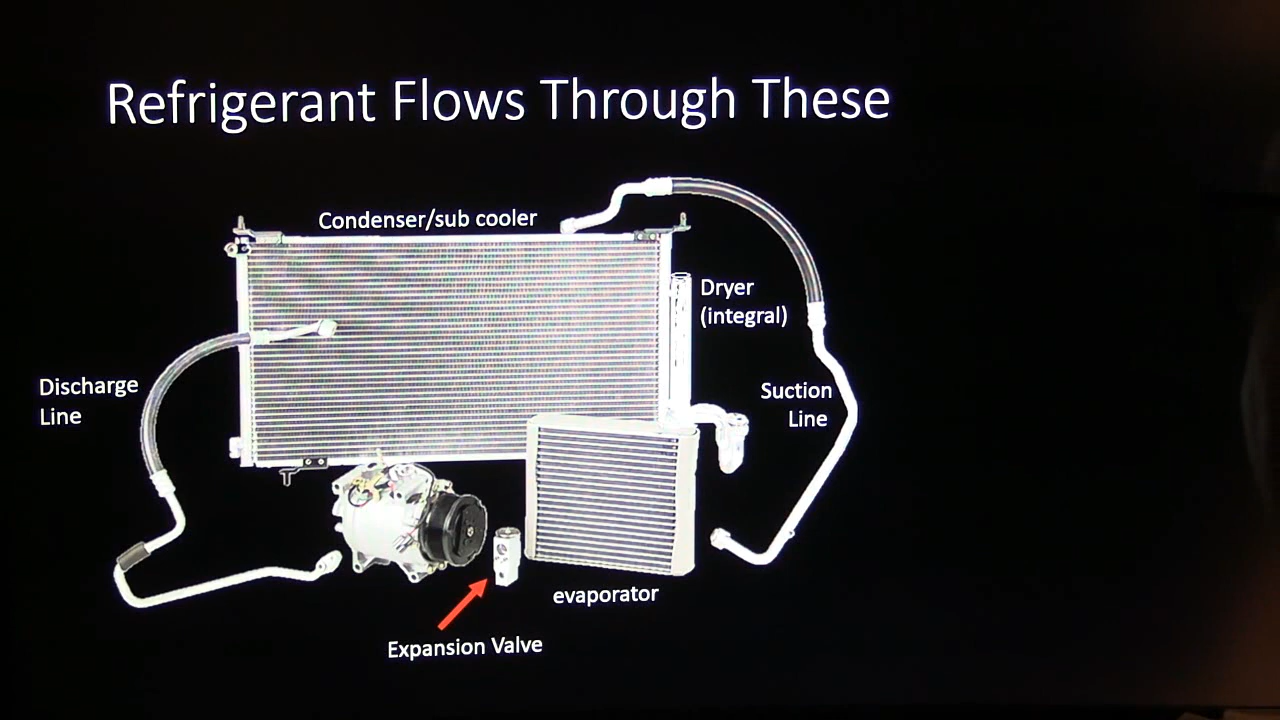 Refrigerant Flows Through These
Condenser/sub cooler
Dryer
(integral)
Discharge
Line
Suction
Line
evaporator
Expansion Valve